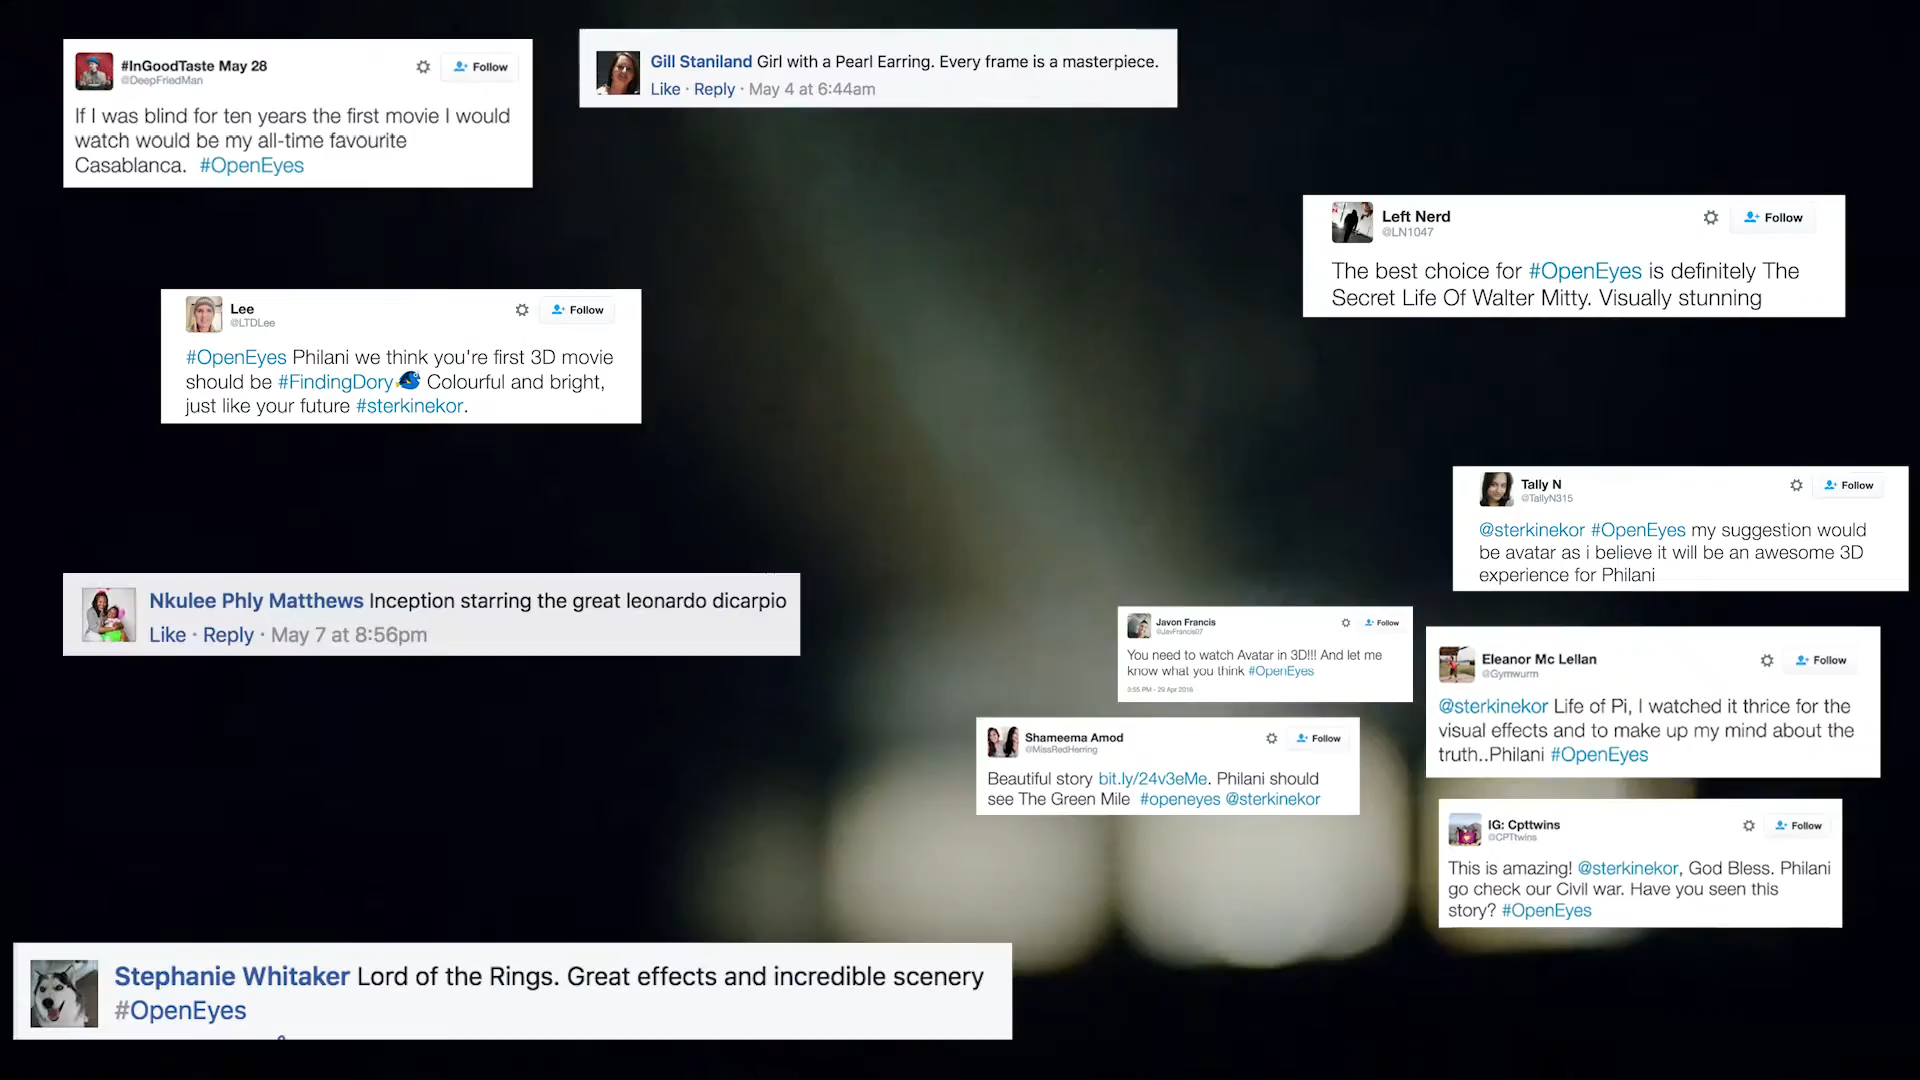 #InGoodTaste May 28
@DeepFriedMan
Follow
If I was blind for ten years the first movie I would
watch would be my all-time favourite
Casablanca. #OpenEyes
Gill Staniland Girl with a Pearl Earring. Every frame is a masterpiece.
Like · Reply · May 4 at 6:44am
Left Nerd
@LN1047
Follow
The best choice for #OpenEyes is definitely The
Secret Life Of Walter Mitty. Visually stunning
Lee
@LTDLee
Follow
#OpenEyes Philani we think you're first 3D movie
should be #FindingDory Colourful and bright,
just like your future #sterkinekor.
Tally N
@TallyN315
Follow
@sterkinekor #OpenEyes my suggestion would
be avatar as i believe it will be an awesome 3D
experience for Philani
Nkulee Phly Matthews Inception starring the great leonardo dicarpio
Like · Reply · May 7 at 8:56pm
Javon Francis
@JavFrancis07
Follow
You need to watch Avatar in 3D!!! And let me
know what you think #OpenEyes
3:55 PM - 29 Apr 2016
Eleanor Mc Lellan
@Gymwurm
Follow
@sterkinekor Life of Pi, I watched it thrice for the
visual effects and to make up my mind about the
truth..Philani #OpenEyes
Shameema Amod
@MissRedHerring
Follow
Beautiful story bit.ly/24v3eMe. Philani should
see The Green Mile #openeyes @sterkinekor
IG: Cpttwins
@CPTtwins
Follow
This is amazing! @sterkinekor, God Bless. Philani
go check our Civil war. Have you seen this
story? #OpenEyes
Stephanie Whitaker Lord of the Rings. Great effects and incredible scenery
#OpenEyes